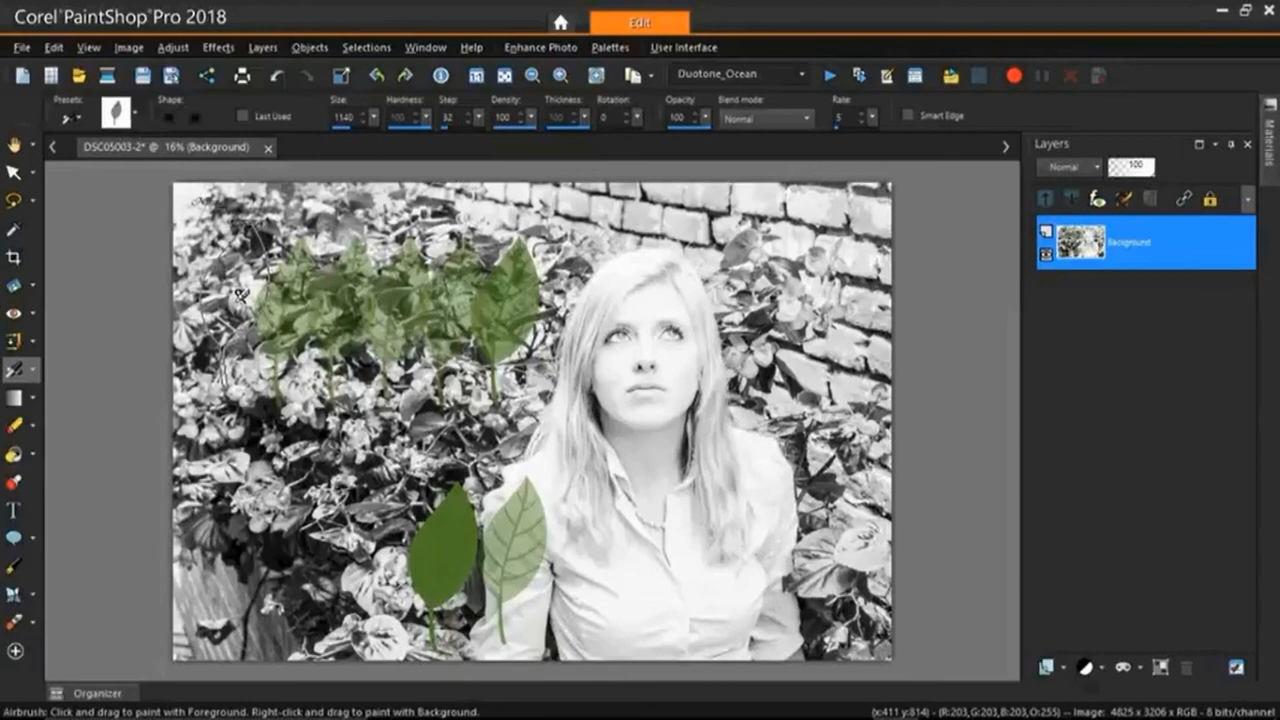 Corel PaintShop Pro 2018
Edit
File Edit View Image Adjust Effects Layers Objects Selections Window Help Enhance Photo Palettes User Interface
Duotone_Ocean
Presets: Shape: Last Used Size: Hardness: Step: Density: Thickness: Rotation: Opacity: Blend mode: Rate: Smart Edge
1140 100 32 100 100 0 100 Normal 5
DSC05003-2* @ 16% (Background)
Layers
Materials
Normal 100
Background
Organizer
Airbrush: Click and drag to paint with Foreground. Right-click and drag to paint with Background.
(x:411 y:814) - (R:203,G:203,B:203,O:255) -- Image: 4825 x 3206 x RGB - 8 bits/channel